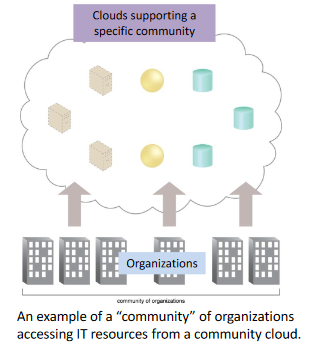 Clouds supporting a
specific community
Organizations
community of organizations
An example of a “community” of organizations
accessing IT resources from a community cloud.